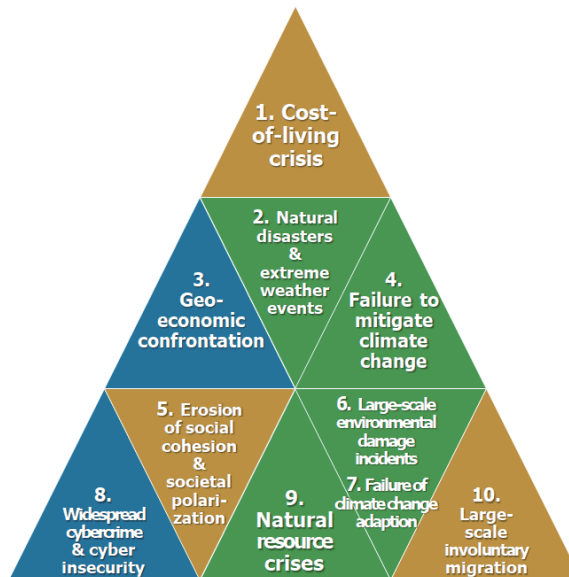 1. Cost-
of-living
crisis
2. Natural
disasters
&
extreme
weather
events
3.
Geo-
economic
confrontation
4.
Failure to
mitigate
climate
change
5. Erosion
of social
cohesion
&
societal
polari-
zation
6. Large-scale
environmental
damage
incidents
7. Failure of
climate change
adaption
8.
Widespread
cybercrime
& cyber
insecurity
9.
Natural
resource
crises
10.
Large-
scale
involuntary
migration